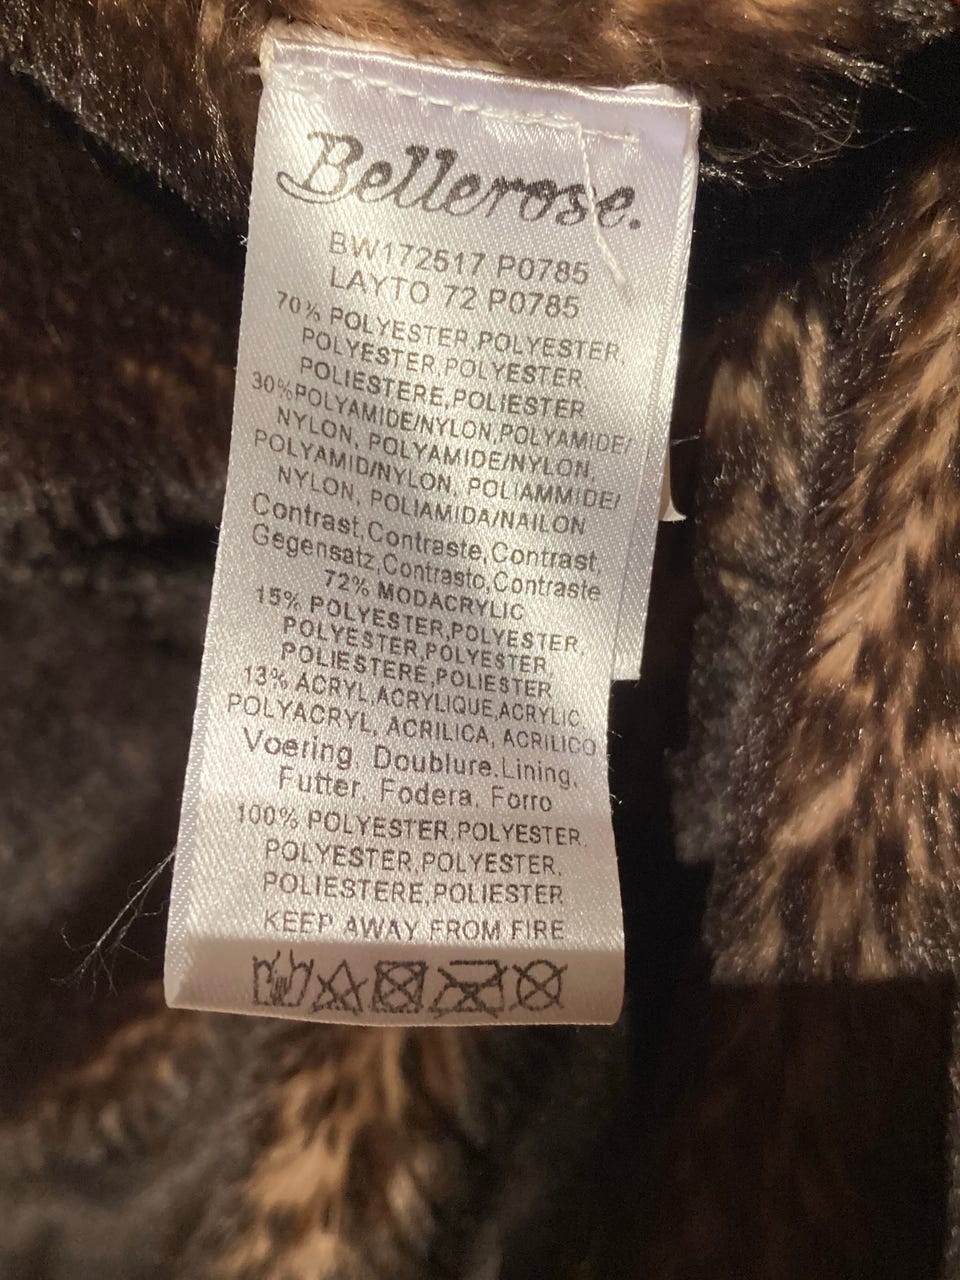 Bellerose.
BW172517 P0785
LAYTO 72 P0785
70% POLYESTER,POLYESTER,
POLYESTER,POLYESTER,
POLIESTERE,POLIESTER
30%POLYAMIDE/NYLON,POLYAMIDE/
NYLON, POLYAMIDE/NYLON,
POLYAMID/NYLON, POLIAMMIDE/
NYLON, POLIAMIDA/NAILON
Contrast,Contraste,Contrast,
Gegensatz,Contrasto,Contraste
72% MODACRYLIC
15% POLYESTER,POLYESTER,
POLYESTER,POLYESTER,
POLIESTERE,POLIESTER
13% ACRYL,ACRYLIQUE,ACRYLIC,
POLYACRYL, ACRILICA, ACRILICO
Voering, Doublure,Lining,
Futter, Fodera, Forro
100% POLYESTER,POLYESTER,
POLYESTER,POLYESTER,
POLIESTERE,POLIESTER
KEEP AWAY FROM FIRE